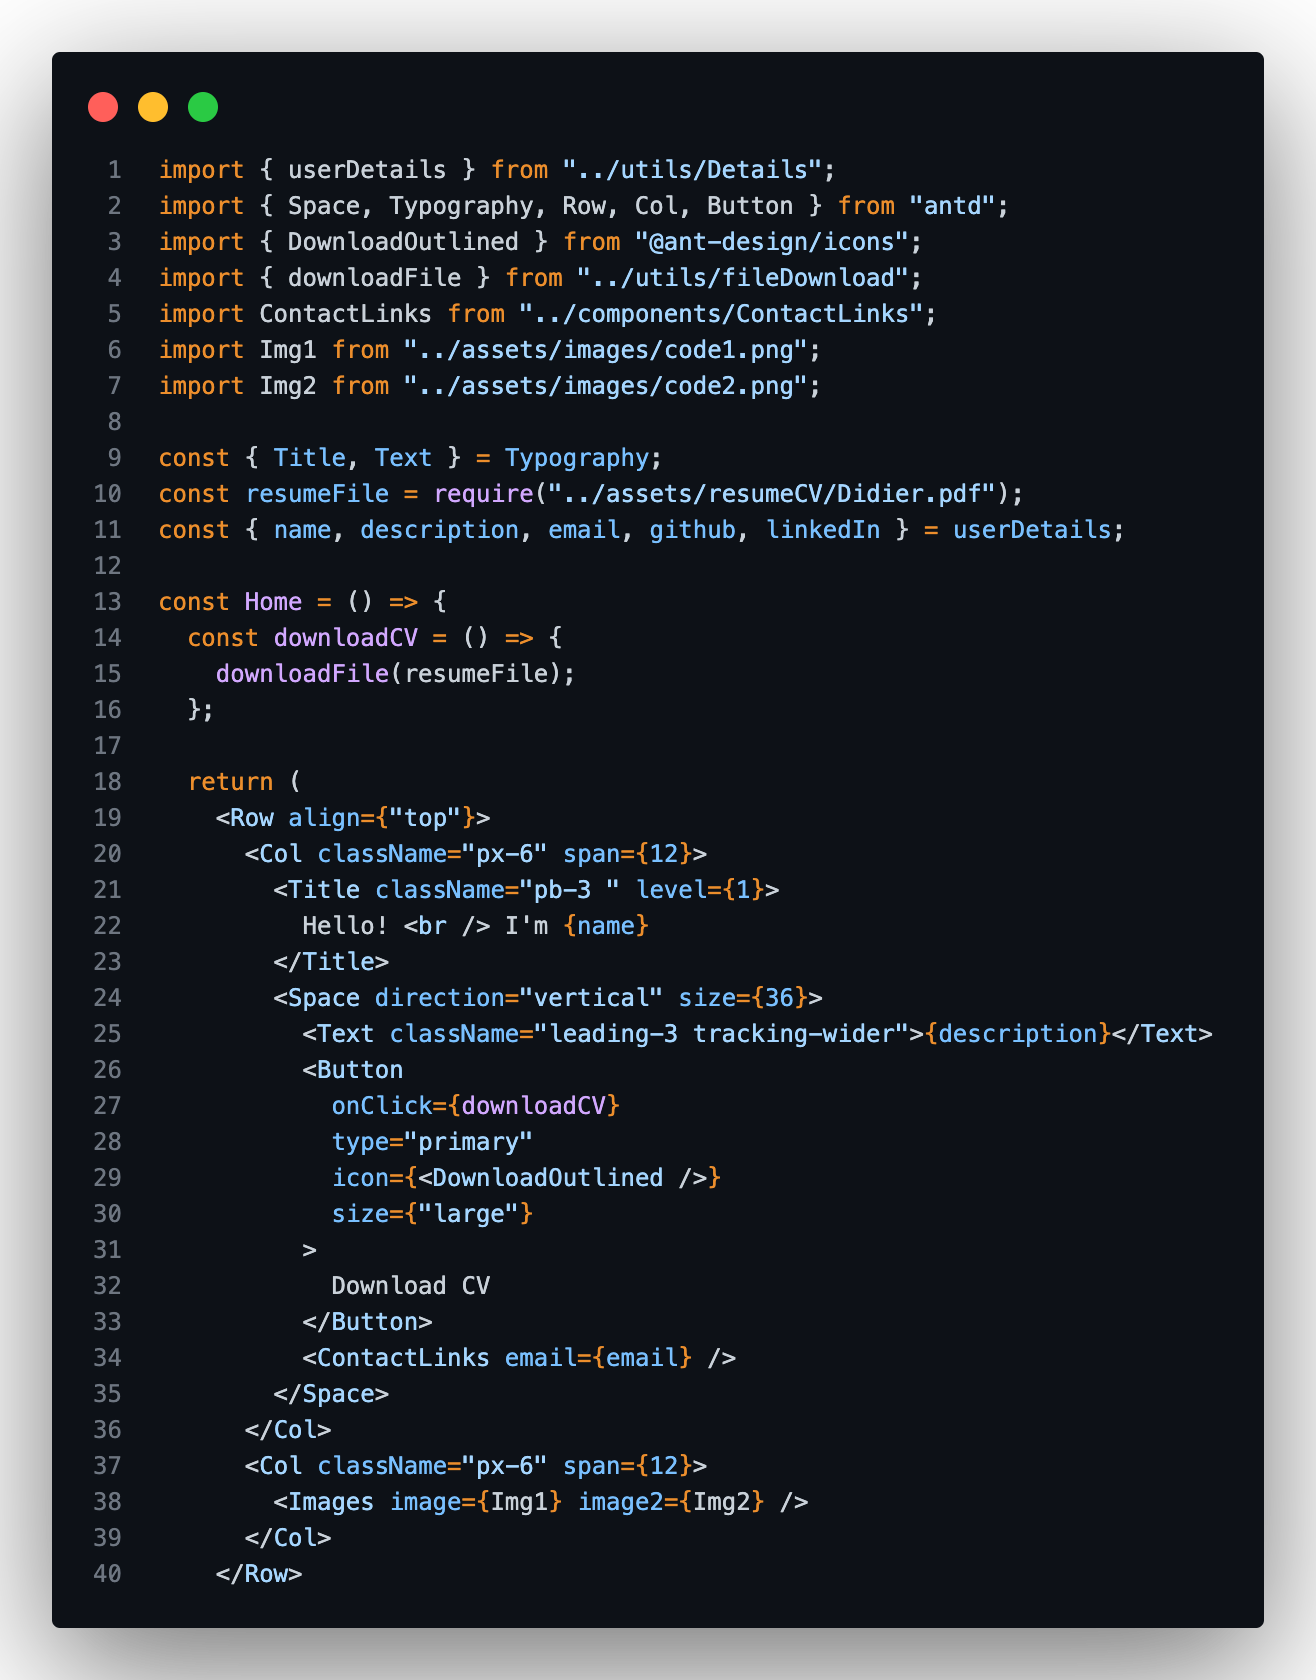 1 import { userDetails } from "../utils/Details";
2 import { Space, Typography, Row, Col, Button } from "antd";
3 import { DownloadOutlined } from "@ant-design/icons";
4 import { downloadFile } from "../utils/fileDownload";
5 import ContactLinks from "../components/ContactLinks";
6 import Img1 from "../assets/images/code1.png";
7 import Img2 from "../assets/images/code2.png";
8
9 const { Title, Text } = Typography;
10 const resumeFile = require("../assets/resumeCV/Didier.pdf");
11 const { name, description, email, github, linkedIn } = userDetails;
12
13 const Home = () => {
14   const downloadCV = () => {
15     downloadFile(resumeFile);
16   };
17
18   return (
19     <Row align={"top"}>
20       <Col className="px-6" span={12}>
21         <Title className="pb-3 " level={1}>
22           Hello! <br /> I'm {name}
23         </Title>
24         <Space direction="vertical" size={36}>
25           <Text className="leading-3 tracking-wider">{description}</Text>
26           <Button
27             onClick={downloadCV}
28             type="primary"
29             icon={<DownloadOutlined />}
30             size={"large"}
31           >
32             Download CV
33           </Button>
34           <ContactLinks email={email} />
35         </Space>
36       </Col>
37       <Col className="px-6" span={12}>
38         <Images image={Img1} image2={Img2} />
39       </Col>
40     </Row>